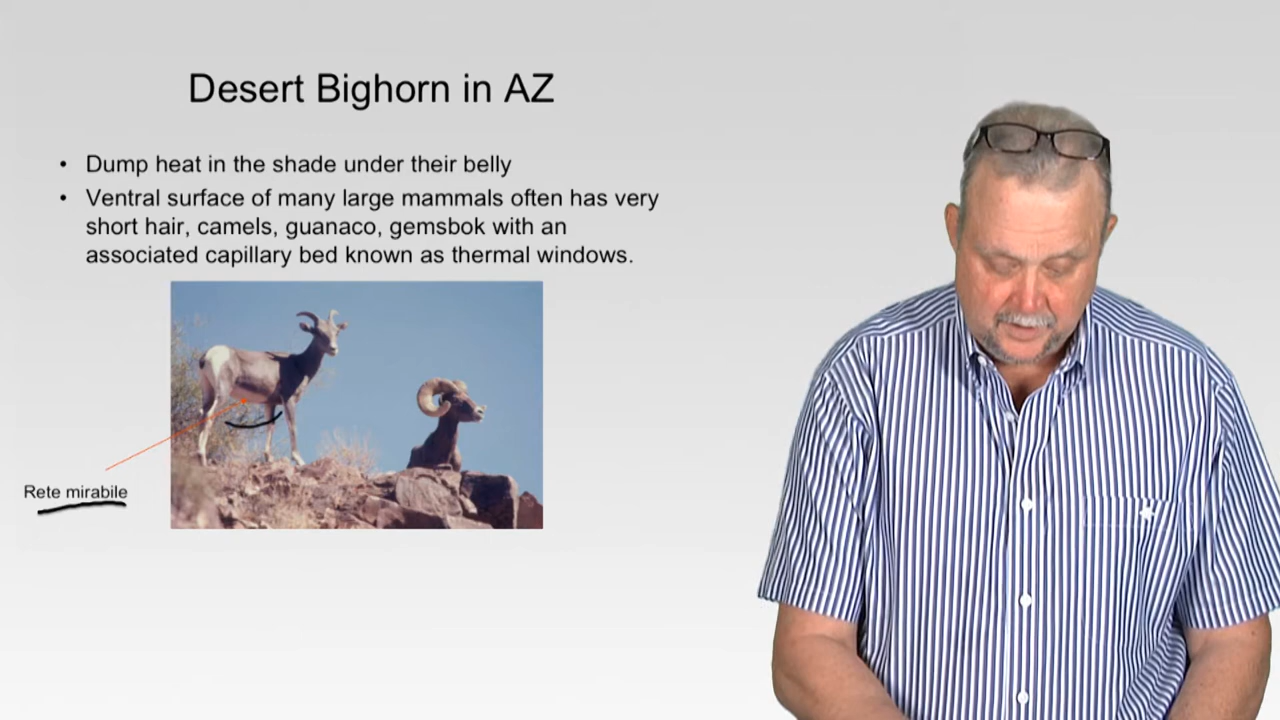 Desert Bighorn in AZ
• Dump heat in the shade under their belly
• Ventral surface of many large mammals often has very
short hair, camels, guanaco, gemsbok with an
associated capillary bed known as thermal windows.
Rete mirabile